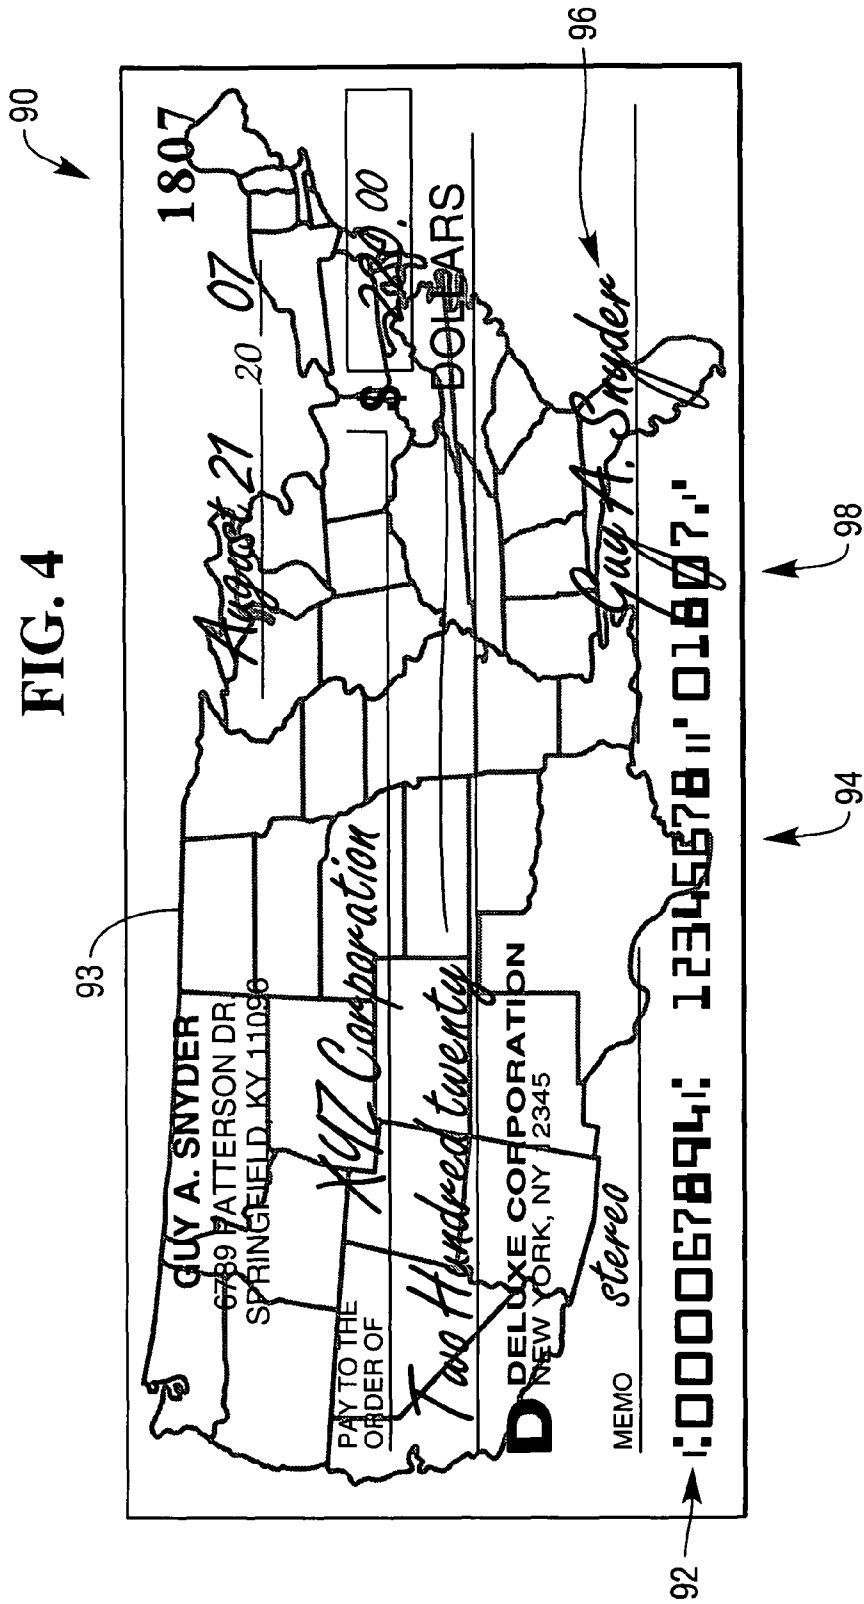 FIG. 4
90
93
GUY A. SNYDER
6789 PATTERSON DR.
SPRINGFIELD, KY 11096
1807
August 21 20 07
PAY TO THE
ORDER OF XYZ Corporation $ 220.00
Two Hundred twenty DOLLARS
D DELUXE CORPORATION
NEW YORK, NY 2345
MEMO stereo Guy A. Snyder
96
⑆000067894⑆ 12345678⑈ 01807⑈
92
94
98